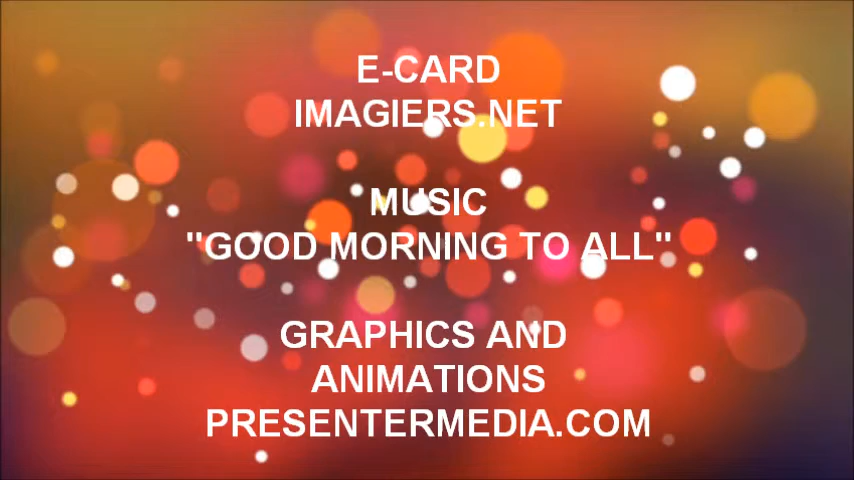 E-CARD
IMAGIERS.NET
MUSIC
"GOOD MORNING TO ALL"
GRAPHICS AND
ANIMATIONS
PRESENTERMEDIA.COM